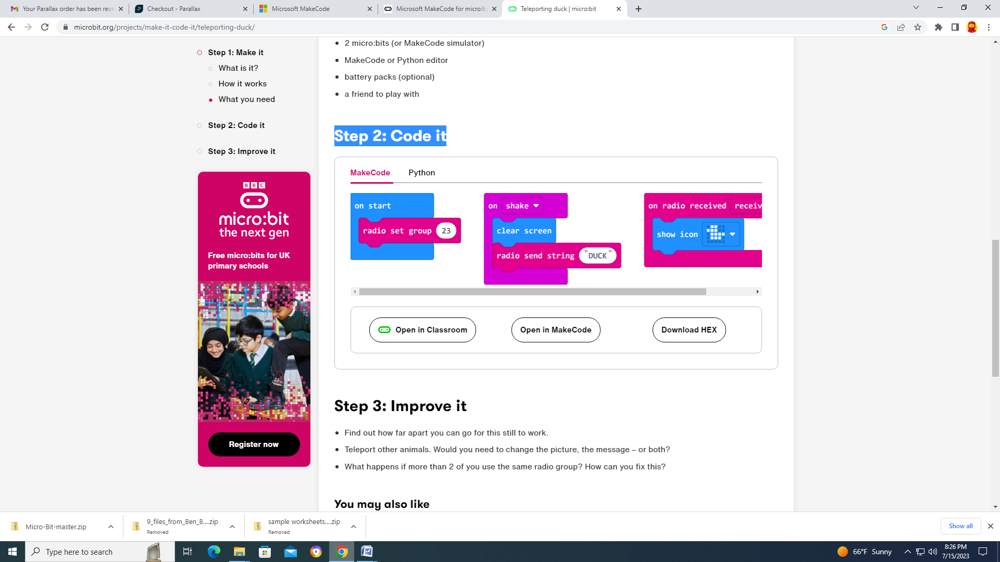 Your Parallax order has been rece
Checkout - Parallax
Microsoft MakeCode
Microsoft MakeCode for micro:bi
Teleporting duck | micro:bit
microbit.org/projects/make-it-code-it/teleporting-duck/
Step 1: Make it
What is it?
How it works
What you need
Step 2: Code it
Step 3: Improve it
BBC
micro:bit
the next gen
Free micro:bits for UK
primary schools
Register now
2 micro:bits (or MakeCode simulator)
MakeCode or Python editor
battery packs (optional)
a friend to play with
Step 2: Code it
MakeCode Python
on start
radio set group 23
on shake
clear screen
radio send string "DUCK"
on radio received receiv
show icon
Open in Classroom
Open in MakeCode
Download HEX
Step 3: Improve it
Find out how far apart you can go for this still to work.
Teleport other animals. Would you need to change the picture, the message – or both?
What happens if more than 2 of you use the same radio group? How can you fix this?
You may also like
Micro-Bit-master.zip
9_files_from_Ben_B....zip
Removed
sample worksheets....zip
Removed
Show all
Type here to search
66°F Sunny
8:26 PM
7/15/2023